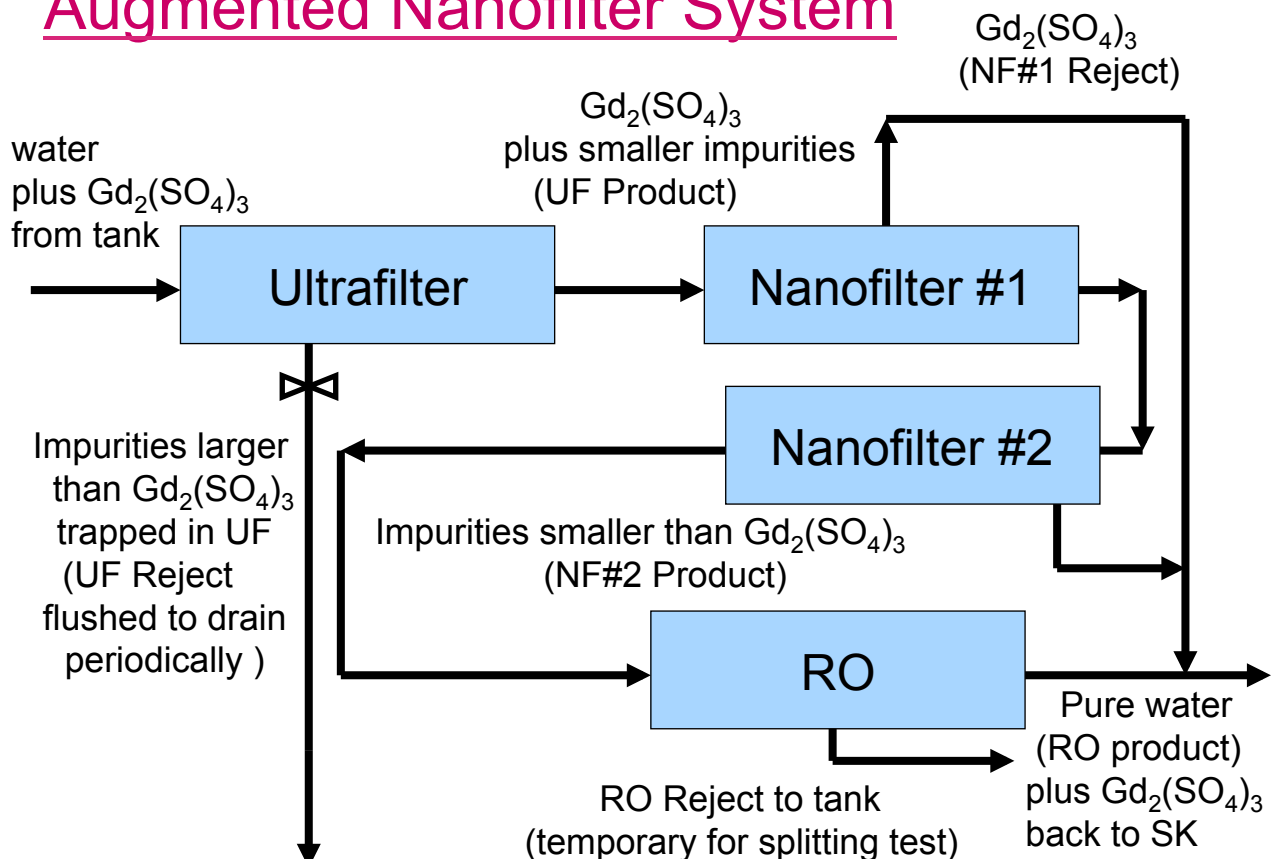 Augmented Nanofilter System
Gd₂(SO₄)₃
(NF#1 Reject)
Gd₂(SO₄)₃
plus smaller impurities
(UF Product)
water
plus Gd₂(SO₄)₃
from tank
Ultrafilter
Nanofilter #1
Nanofilter #2
Impurities larger
than Gd₂(SO₄)₃
trapped in UF
(UF Reject
flushed to drain
periodically )
Impurities smaller than Gd₂(SO₄)₃
(NF#2 Product)
RO
Pure water
(RO product)
plus Gd₂(SO₄)₃
back to SK
RO Reject to tank
(temporary for splitting test)